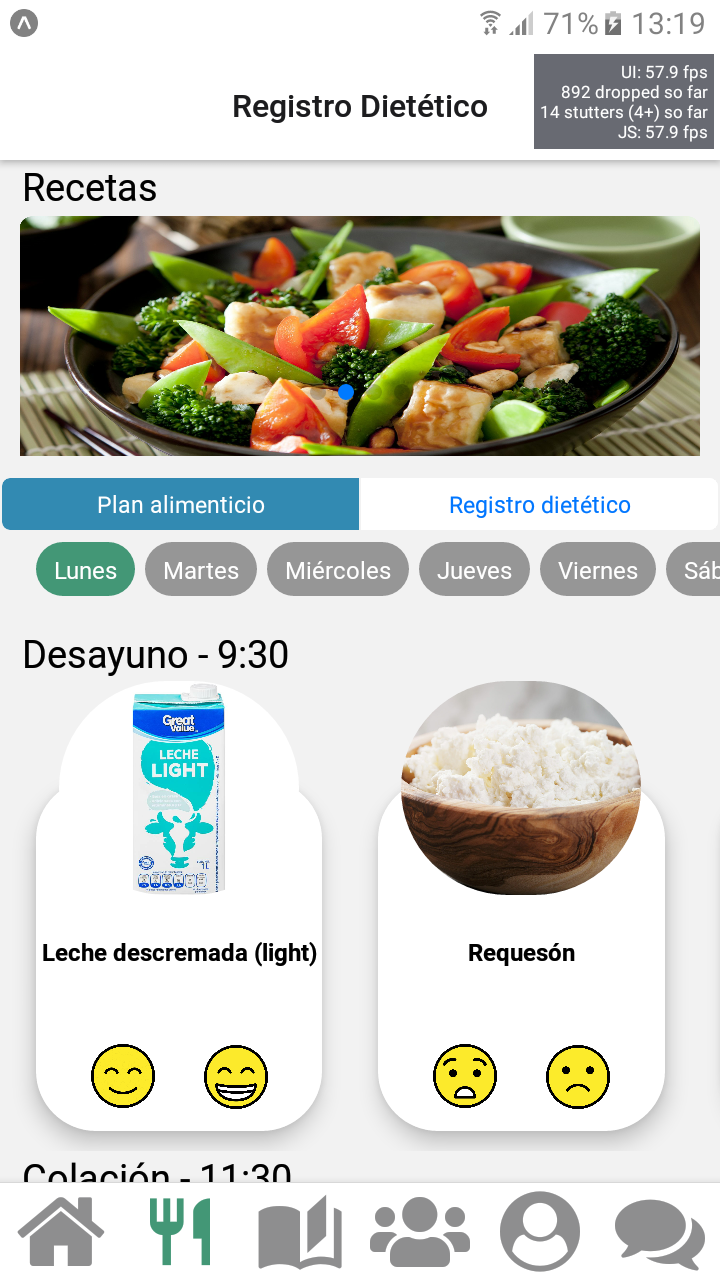 71% 13:19
Registro Dietético
UI: 57.9 fps
892 dropped so far
14 stutters (4+) so far
JS: 57.9 fps
Recetas
Plan alimenticio
Registro dietético
Lunes
Martes
Miércoles
Jueves
Viernes
Sáb
Desayuno - 9:30
Great
Value
LECHE
LIGHT
Leche descremada (light)
Requesón
Colación - 11:30